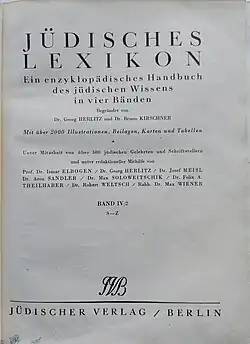 JÜDISCHES
LEXIKON
Ein enzyklopädisches Handbuch
des jüdischen Wissens
in vier Bänden
Begründet von
Dr. Georg HERLITZ und Dr. Bruno KIRSCHNER
Mit über 2000 Illustrationen, Beilagen, Karten und Tabellen
Unter Mitarbeit von über 300 jüdischen Gelehrten und Schriftstellern
und unter redaktioneller Mithilfe von
Prof. Dr. Ismar ELBOGEN / Dr. Georg HERLITZ / Dr. Josef MEISL
Dr. Aron SANDLER / Dr. Max SOLOWEITSCHIK / Dr. Felix A.
THEILHABER / Dr. Robert WELTSCH / Rabb. Dr. Max WIENER
BAND IV/2
S—Z
JÜDISCHER VERLAG / BERLIN